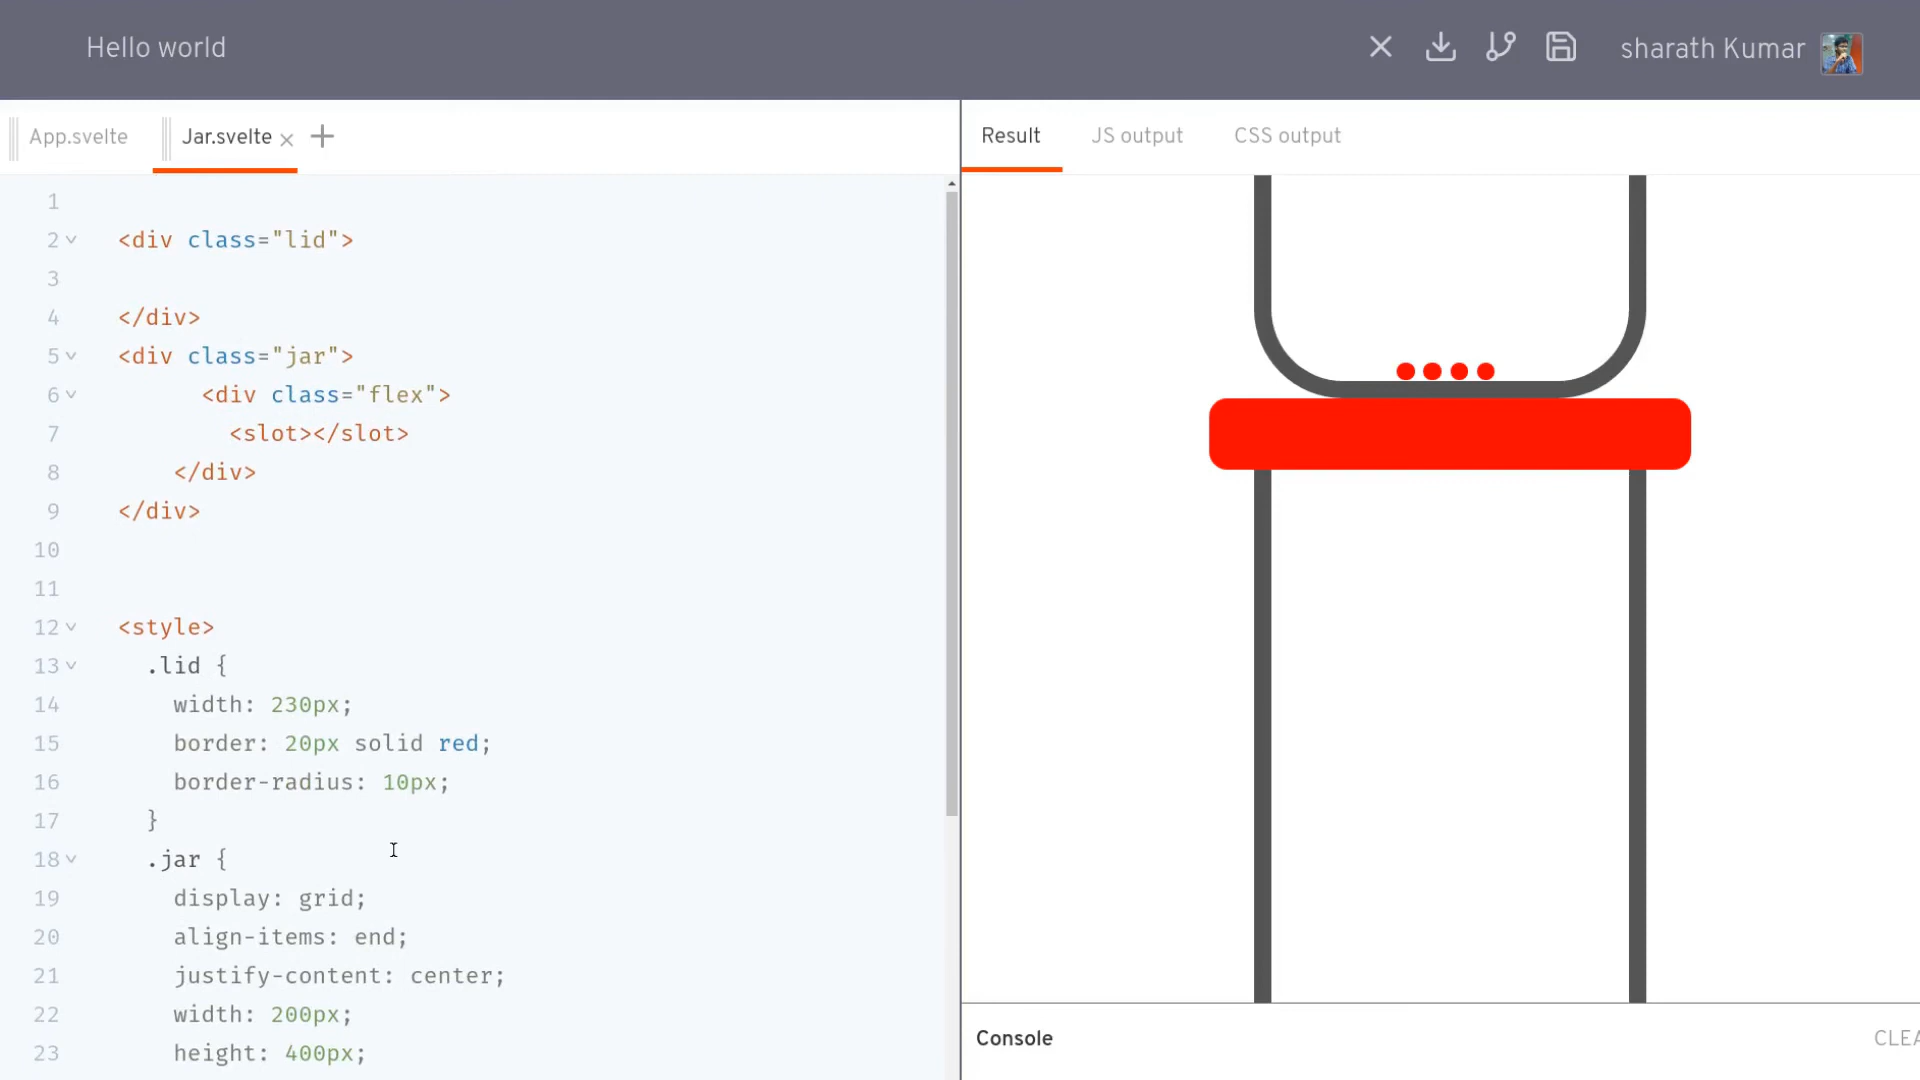 Hello world
sharath Kumar
App.svelte
Jar.svelte
Result
JS output
CSS output
1
2 <div class="lid">
3
4 </div>
5 <div class="jar">
6 <div class="flex">
7 <slot></slot>
8 </div>
9 </div>
10
11
12 <style>
13 .lid {
14 width: 230px;
15 border: 20px solid red;
16 border-radius: 10px;
17 }
18 .jar {
19 display: grid;
20 align-items: end;
21 justify-content: center;
22 width: 200px;
23 height: 400px;
Console
CLEA